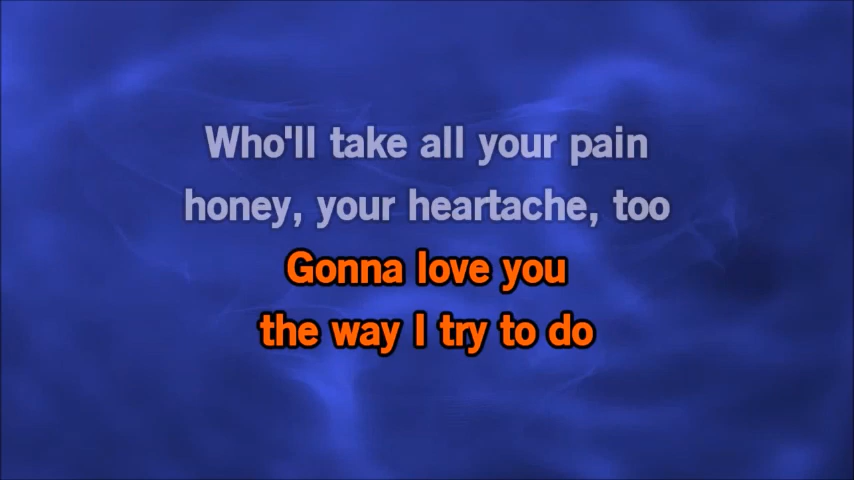 Who'll take all your pain
honey, your heartache, too
Gonna love you
the way I try to do